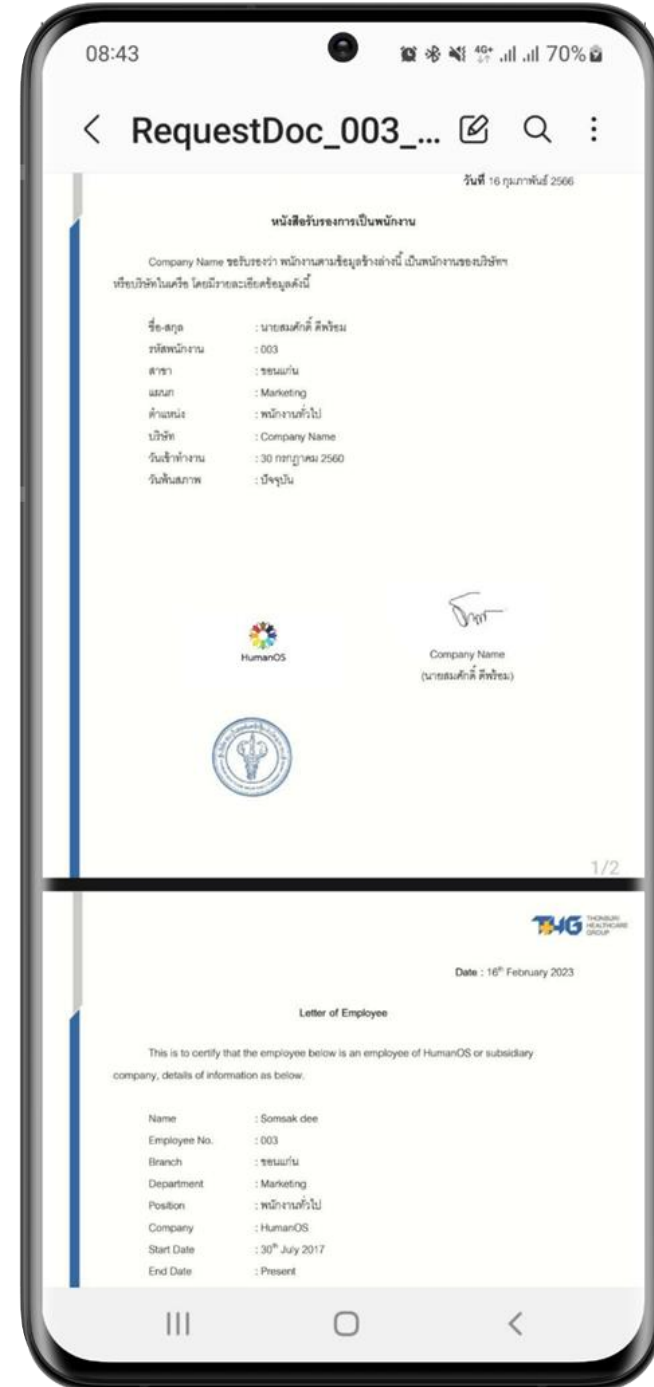 08:43
4G+ 70%
RequestDoc_003_...
วันที่ 16 กุมภาพันธ์ 2566
หนังสือรับรองการเป็นพนักงาน
Company Name ขอรับรองว่า พนักงานตามข้อมูลข้างล่างนี้ เป็นพนักงานของบริษัทฯ
หรือบริษัทในเครือ โดยมีรายละเอียดข้อมูลดังนี้
ชื่อ-สกุล : นายสมศักดิ์ ดีพร้อม
รหัสพนักงาน : 003
สาขา : ขอนแก่น
แผนก : Marketing
ตำแหน่ง : พนักงานทั่วไป
บริษัท : Company Name
วันเข้าทำงาน : 30 กรกฎาคม 2560
วันพ้นสภาพ : ปัจจุบัน
HumanOS
Company Name
(นายสมศักดิ์ ดีพร้อม)
1/2
THG THONBURI
HEALTHCARE
GROUP
Date : 16th February 2023
Letter of Employee
This is to certify that the employee below is an employee of HumanOS or subsidiary
company, details of information as below.
Name : Somsak dee
Employee No. : 003
Branch : ขอนแก่น
Department : Marketing
Position : พนักงานทั่วไป
Company : HumanOS
Start Date : 30th July 2017
End Date : Present